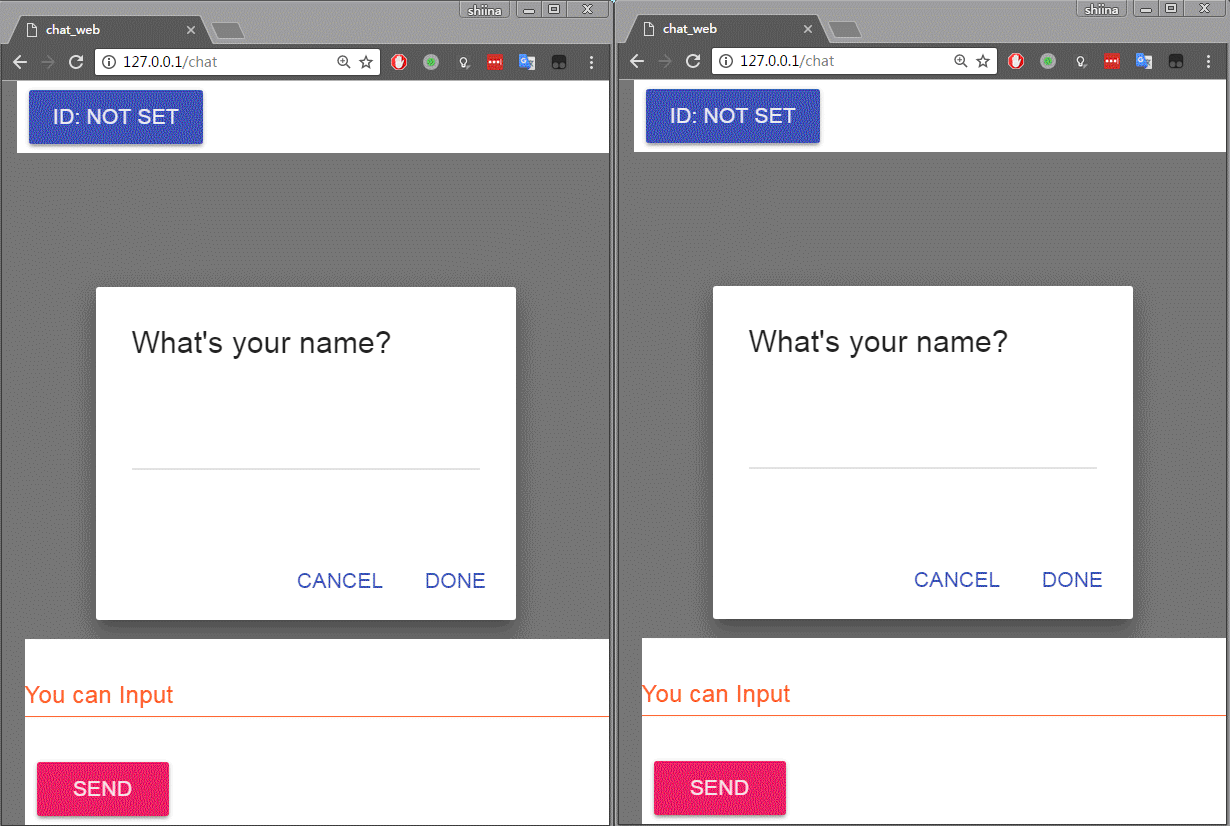 shiina
chat_web
127.0.0.1/chat
ID: NOT SET
What's your name?
CANCEL DONE
You can Input
SEND
shiina
chat_web
127.0.0.1/chat
ID: NOT SET
What's your name?
CANCEL DONE
You can Input
SEND